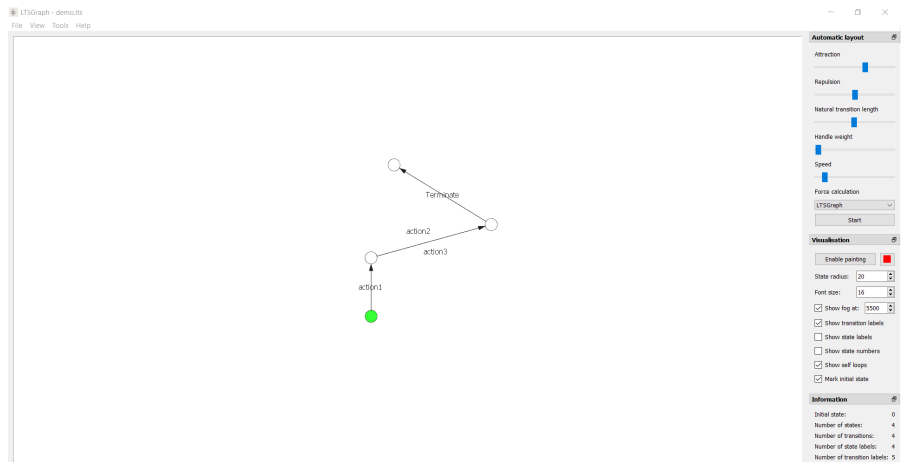 LTSGraph - demo.lts
File View Tools Help
Automatic layout
Attraction
Repulsion
Natural transition length
Handle weight
Speed
Force calculation
LTSGraph
Start
Visualisation
Enable painting
State radius: 20
Font size: 16
Show fog at: 5500
Show transition labels
Show state labels
Show state numbers
Show self loops
Mark initial state
Information
Initial state: 0
Number of states: 4
Number of transitions: 4
Number of state labels: 4
Number of transition labels: 5
Terminate
action2
action3
action1